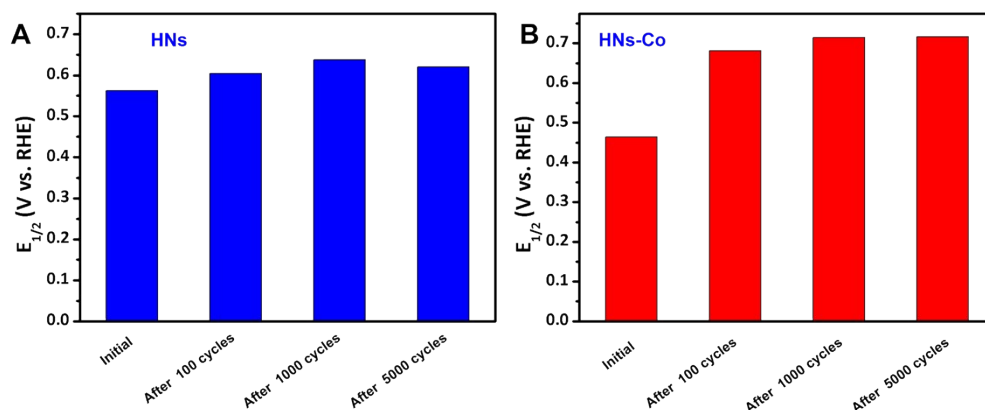 A
HNs
E1/2 (V vs. RHE)
0.7
0.6
0.5
0.4
0.3
0.2
0.1
0.0
Initial
After 100 cycles
After 1000 cycles
After 5000 cycles
B
HNs-Co
E1/2 (V vs. RHE)
0.7
0.6
0.5
0.4
0.3
0.2
0.1
0.0
Initial
After 100 cycles
After 1000 cycles
After 5000 cycles